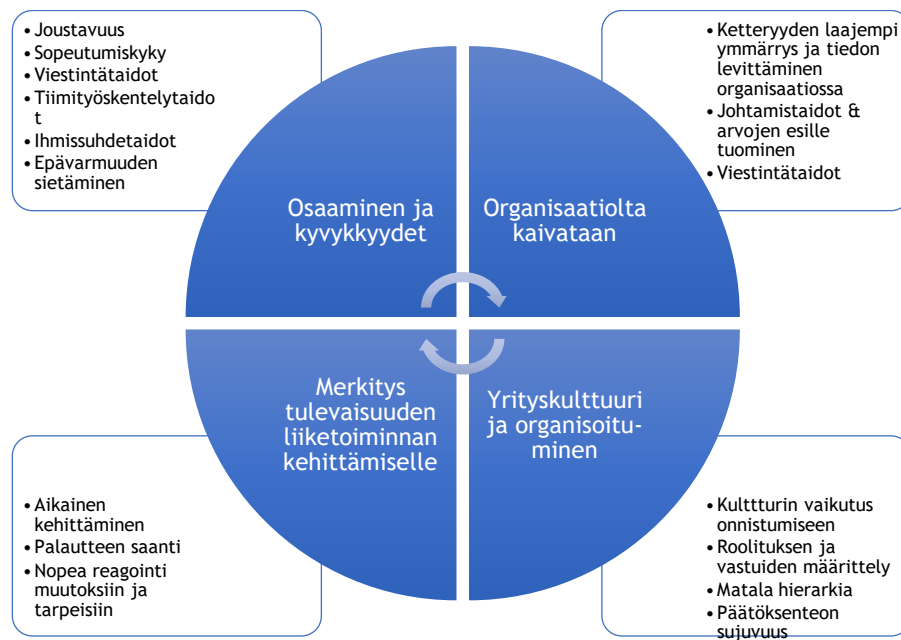 • Joustavuus
• Sopeutumiskyky
• Viestintätaidot
• Tiimityöskentelytaido
t
• Ihmissuhdetaidot
• Epävarmuuden
sietäminen
• Ketteryyden laajempi
ymmärrys ja tiedon
levittäminen
organisaatiossa
• Johtamistaidot &
arvojen esille
tuominen
• Viestintätaidot
Osaaminen ja
kyvykkyydet
Organisaatiolta
kaivataan
Merkitys
tulevaisuuden
liiketoiminnan
kehittämiselle
Yrityskulttuuri
ja organisoitu-
minen
• Aikainen
kehittäminen
• Palautteen saanti
• Nopea reagointi
muutoksiin ja
tarpeisiin
• Kulttturin vaikutus
onnistumiseen
• Roolituksen ja
vastuiden määrittely
• Matala hierarkia
• Päätöksenteon
sujuvuus